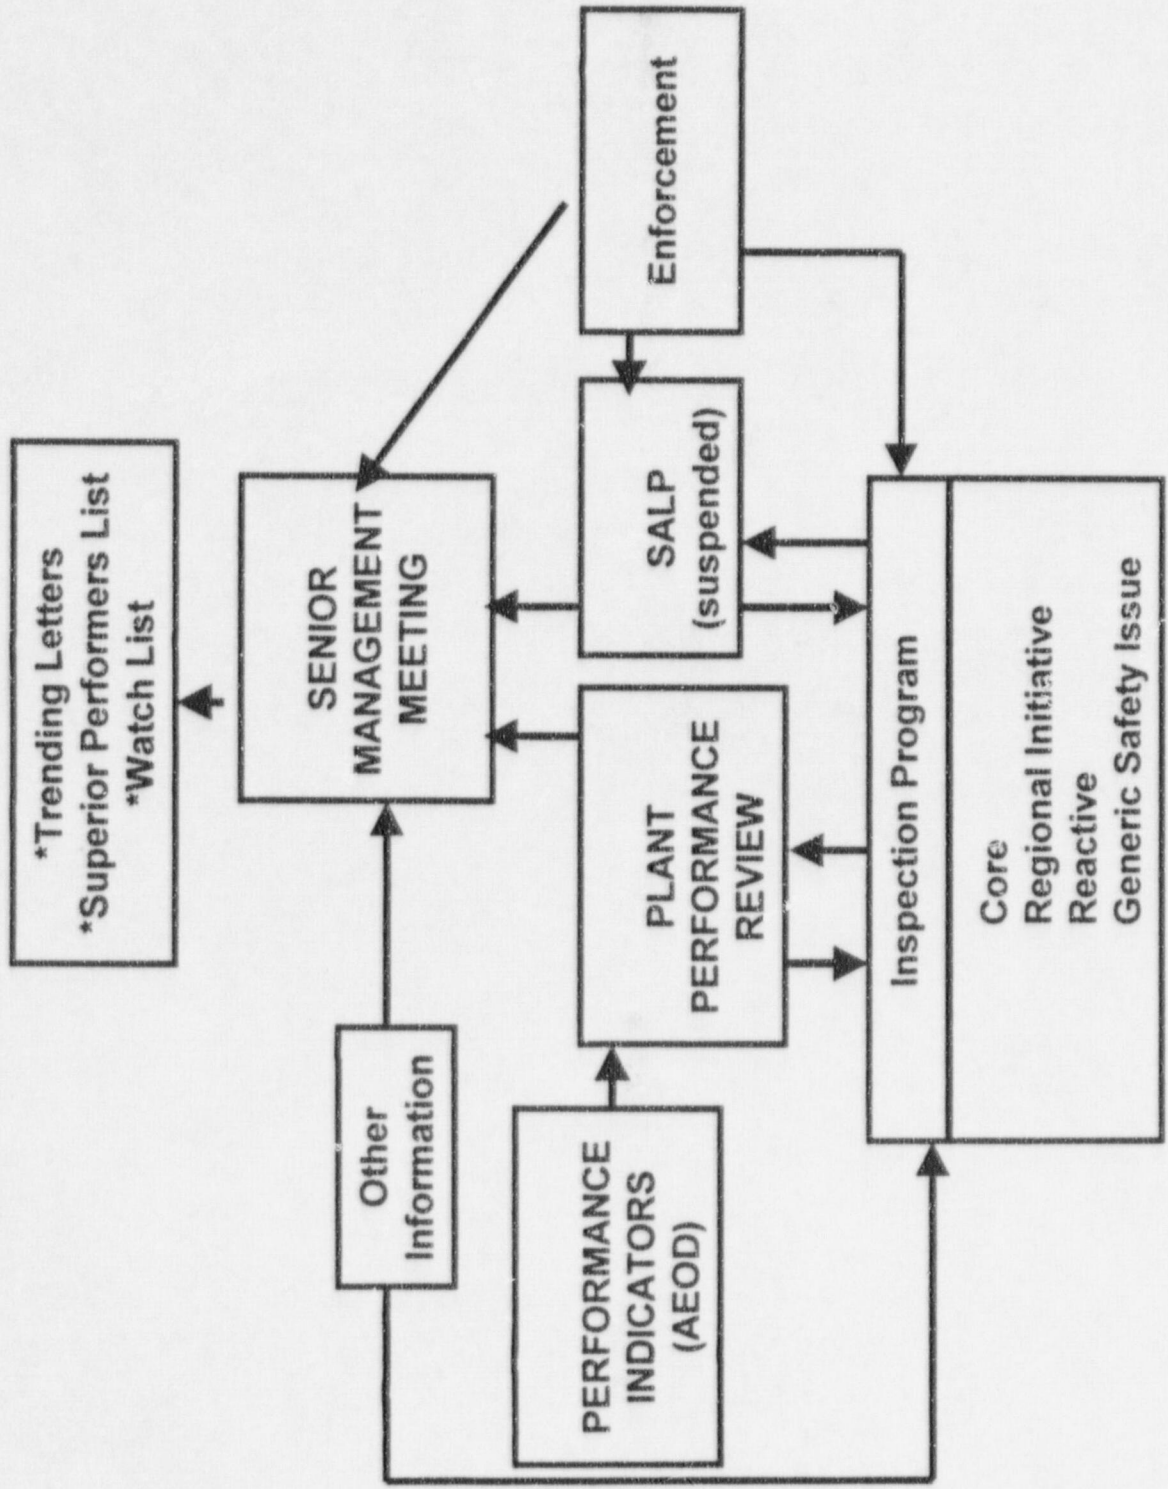 *Trending Letters
*Superior Performers List
*Watch List
Other
Information
SENIOR
MANAGEMENT
MEETING
PERFORMANCE
INDICATORS
(AEOD)
PLANT
PERFORMANCE
REVIEW
SALP
(suspended)
Enforcement
Inspection Program
Core
Regional Initiative
Reactive
Generic Safety Issue